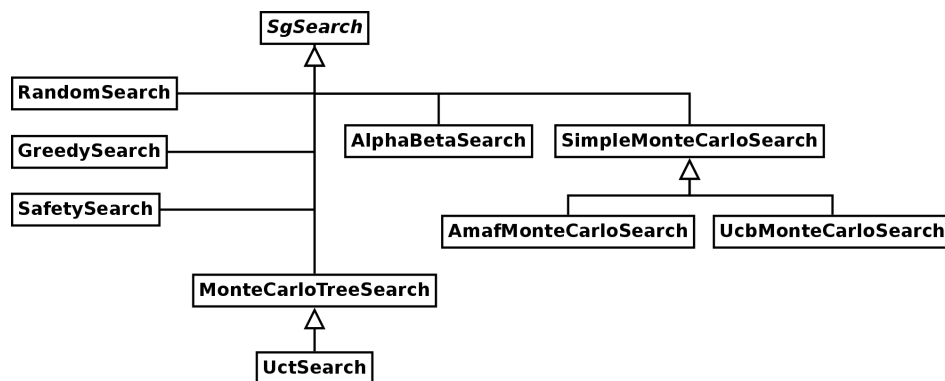 SgSearch
RandomSearch
AlphaBetaSearch
SimpleMonteCarloSearch
GreedySearch
SafetySearch
AmafMonteCarloSearch
UcbMonteCarloSearch
MonteCarloTreeSearch
UctSearch